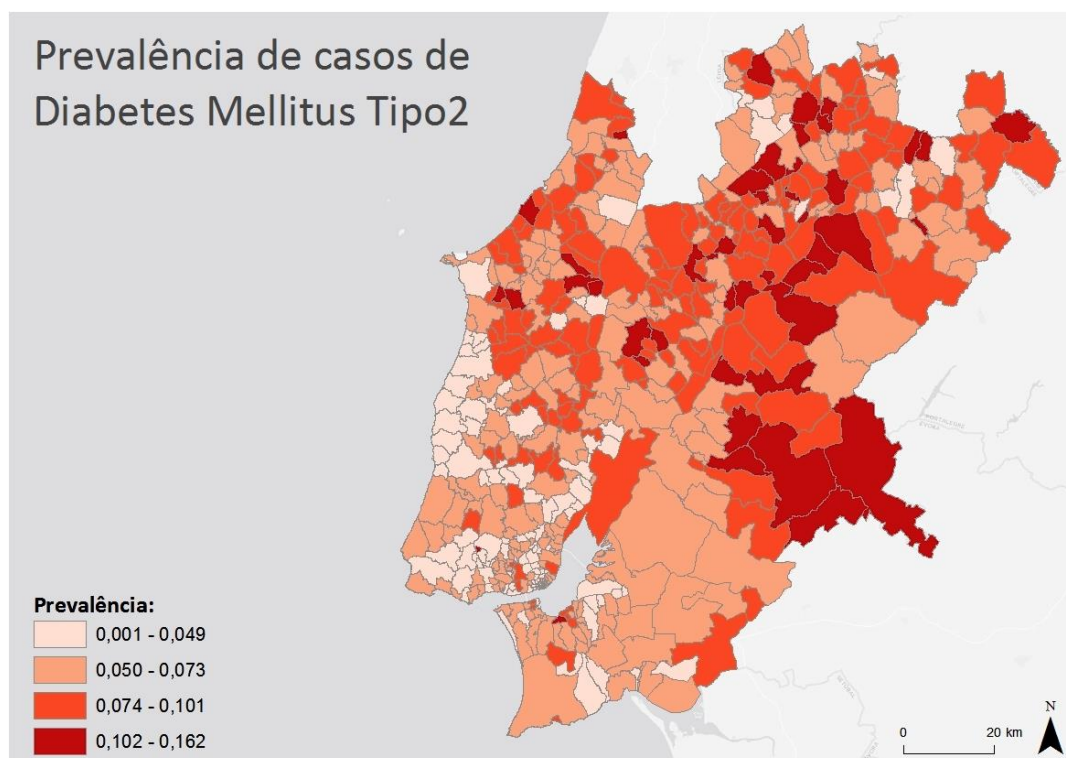 Prevalência de casos de
Diabetes Mellitus Tipo2
Prevalência:
0,001 - 0,049
0,050 - 0,073
0,074 - 0,101
0,102 - 0,162
0 20 km
N